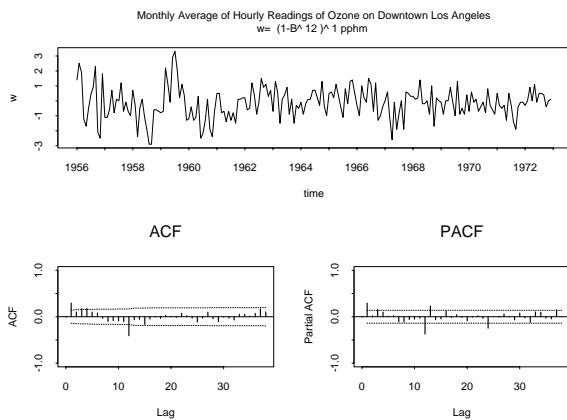 Monthly Average of Hourly Readings of Ozone on Downtown Los Angeles
w= (1-B^ 12 )^ 1 pphm
w
-3 -1 1 2 3
1956 1958 1960 1962 1964 1966 1968 1970 1972
time
ACF
ACF
-1.0 0.0 1.0
0 10 20 30
Lag
PACF
Partial ACF
-1.0 0.0 1.0
0 10 20 30
Lag